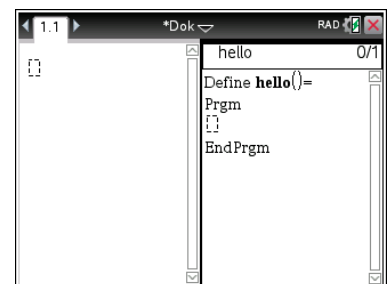 1.1 *Dok RAD
hello 0/1
Define hello()=
Prgm
EndPrgm